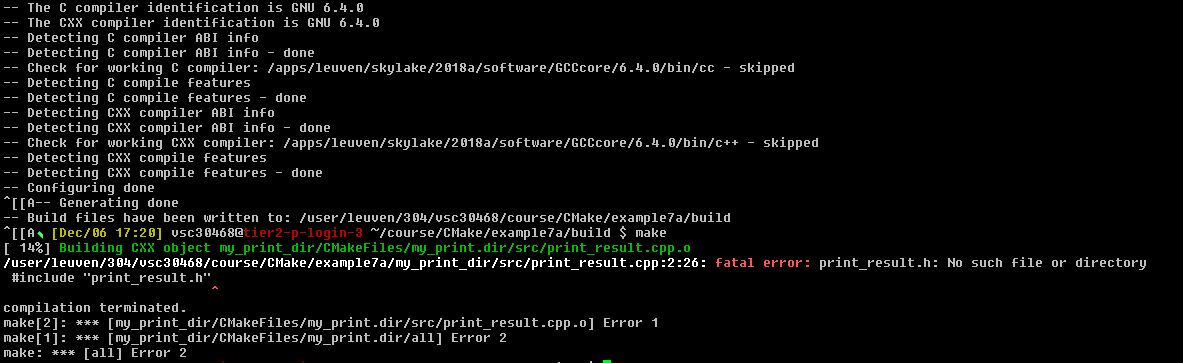 -- The C compiler identification is GNU 6.4.0
-- The CXX compiler identification is GNU 6.4.0
-- Detecting C compiler ABI info
-- Detecting C compiler ABI info - done
-- Check for working C compiler: /apps/leuven/skylake/2018a/software/GCCcore/6.4.0/bin/cc - skipped
-- Detecting C compile features
-- Detecting C compile features - done
-- Detecting CXX compiler ABI info
-- Detecting CXX compiler ABI info - done
-- Check for working CXX compiler: /apps/leuven/skylake/2018a/software/GCCcore/6.4.0/bin/c++ - skipped
-- Detecting CXX compile features
-- Detecting CXX compile features - done
-- Configuring done
^[[A-- Generating done
-- Build files have been written to: /user/leuven/304/vsc30468/course/CMake/example7a/build
^[[A [Dec/06 17:20] vsc30468@tier2-p-login-3 ~/course/CMake/example7a/build $ make
[ 14%] Building CXX object my_print_dir/CMakeFiles/my_print.dir/src/print_result.cpp.o
/user/leuven/304/vsc30468/course/CMake/example7a/my_print_dir/src/print_result.cpp:2:26: fatal error: print_result.h: No such file or directory
 #include "print_result.h"
^
compilation terminated.
make[2]: *** [my_print_dir/CMakeFiles/my_print.dir/src/print_result.cpp.o] Error 1
make[1]: *** [my_print_dir/CMakeFiles/my_print.dir/all] Error 2
make: *** [all] Error 2